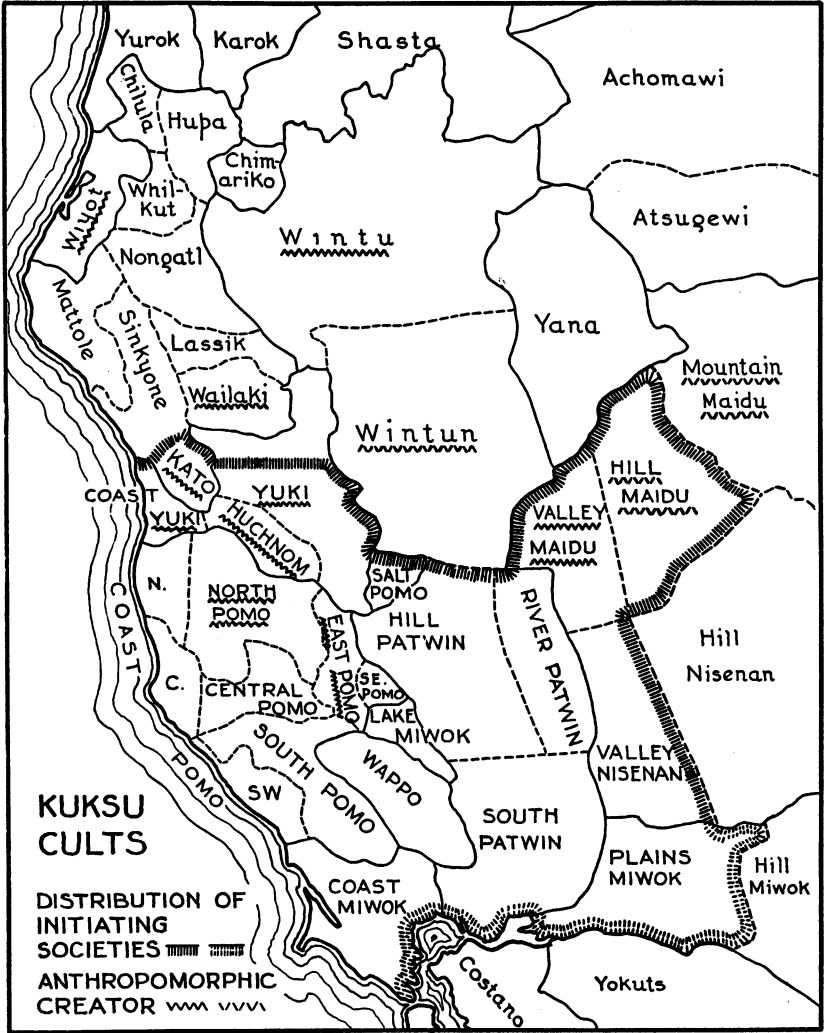 Yurok
Karok
Shasta
Achomawi
Chilula
Hupa
Chim-
ariko
Whil-
kut
Wiyot
Wintu
Atsugewi
Nongatl
Mattole
Sinkyone
Lassik
Yana
Wailaki
Mountain
Maidu
Wintun
KATO
HILL
MAIDU
COAST
YUKI
YUKI
HUCHNOM
VALLEY
MAIDU
N.
NORTH
POMO
SALT
POMO
HILL
PATWIN
RIVER PATWIN
EAST POMO
Hill
Nisenan
COAST
POMO
C.
CENTRAL
POMO
SE.
POMO
LAKE
MIWOK
SOUTH POMO
WAPPO
VALLEY
NISENAN
SW
SOUTH
PATWIN
KUKSU
CULTS
PLAINS
MIWOK
Hill
Miwok
COAST
MIWOK
DISTRIBUTION OF
INITIATING
SOCIETIES
ANTHROPOMORPHIC
CREATOR
Costano
Yokuts